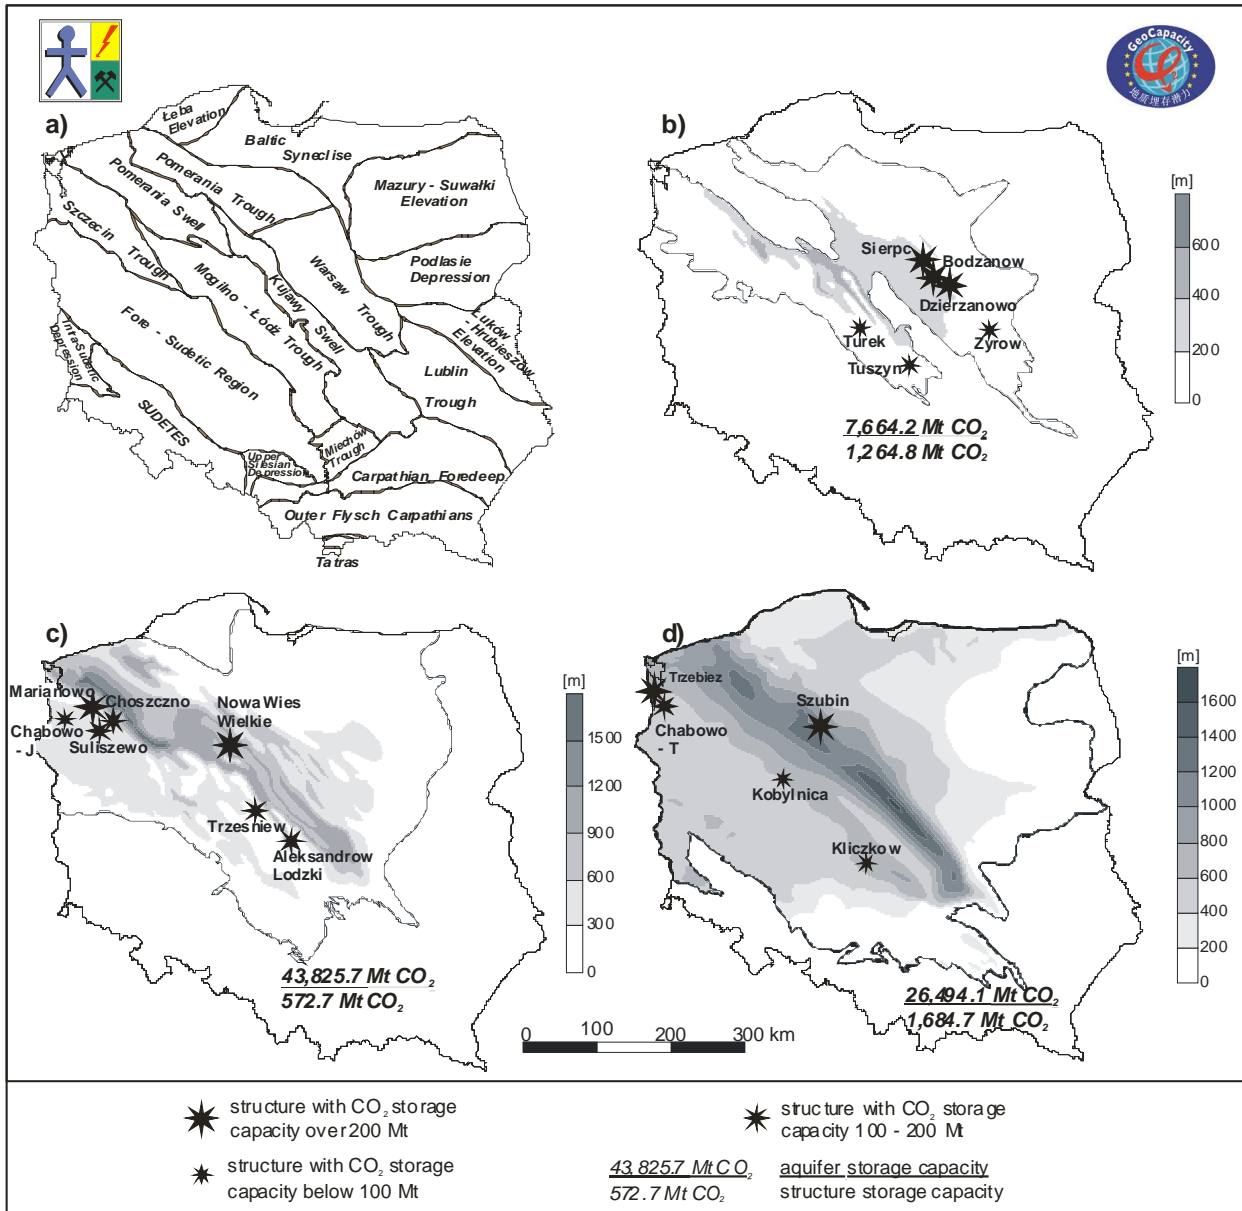 GeoCapacity
地质埋存潜力
a)
Łeba
Elevation
Baltic
Syneclise
Mazury - Suwałki
Elevation
Pomerania Trough
Pomerania Swell
Szczecin
Trough
Warsaw
Trough
Podlasie
Depression
Mogilno - Łódź Trough
Kujawy Swell
Fore - Sudetic Region
Łuków
- Hrubieszów
Elevation
Intra-Sudetic
Depression
Lublin
Trough
SUDETES
Miechów
Trough
Upper
Silesian
Depression
Carpathian Foredeep
Outer Flysch Carpathians
Tatras
b)
[m]
600
400
200
0
Sierpc
Bodzanow
Dzierzanowo
Turek
Zyrow
Tuszyn
7,664.2 Mt CO2
1,264.8 Mt CO2
c)
[m]
1500
1200
900
600
300
0
Marianowo
Choszczno
Nowa Wies
Wielkie
Chabowo
- J
Suliszewo
Trzesniew
Aleksandrow
Lodzki
43,825.7 Mt CO2
572.7 Mt CO2
d)
[m]
1600
1400
1200
1000
800
600
400
200
0
Trzebiez
Szubin
Chabowo
- T
Kobylnica
Kliczkow
26,494.1 Mt CO2
1,684.7 Mt CO2
0 100 200 300 km
structure with CO2 storage
capacity over 200 Mt
structure with CO2 storage
capacity 100 - 200 Mt
structure with CO2 storage
capacity below 100 Mt
43,825.7 Mt CO2 aquifer storage capacity
572.7 Mt CO2 structure storage capacity